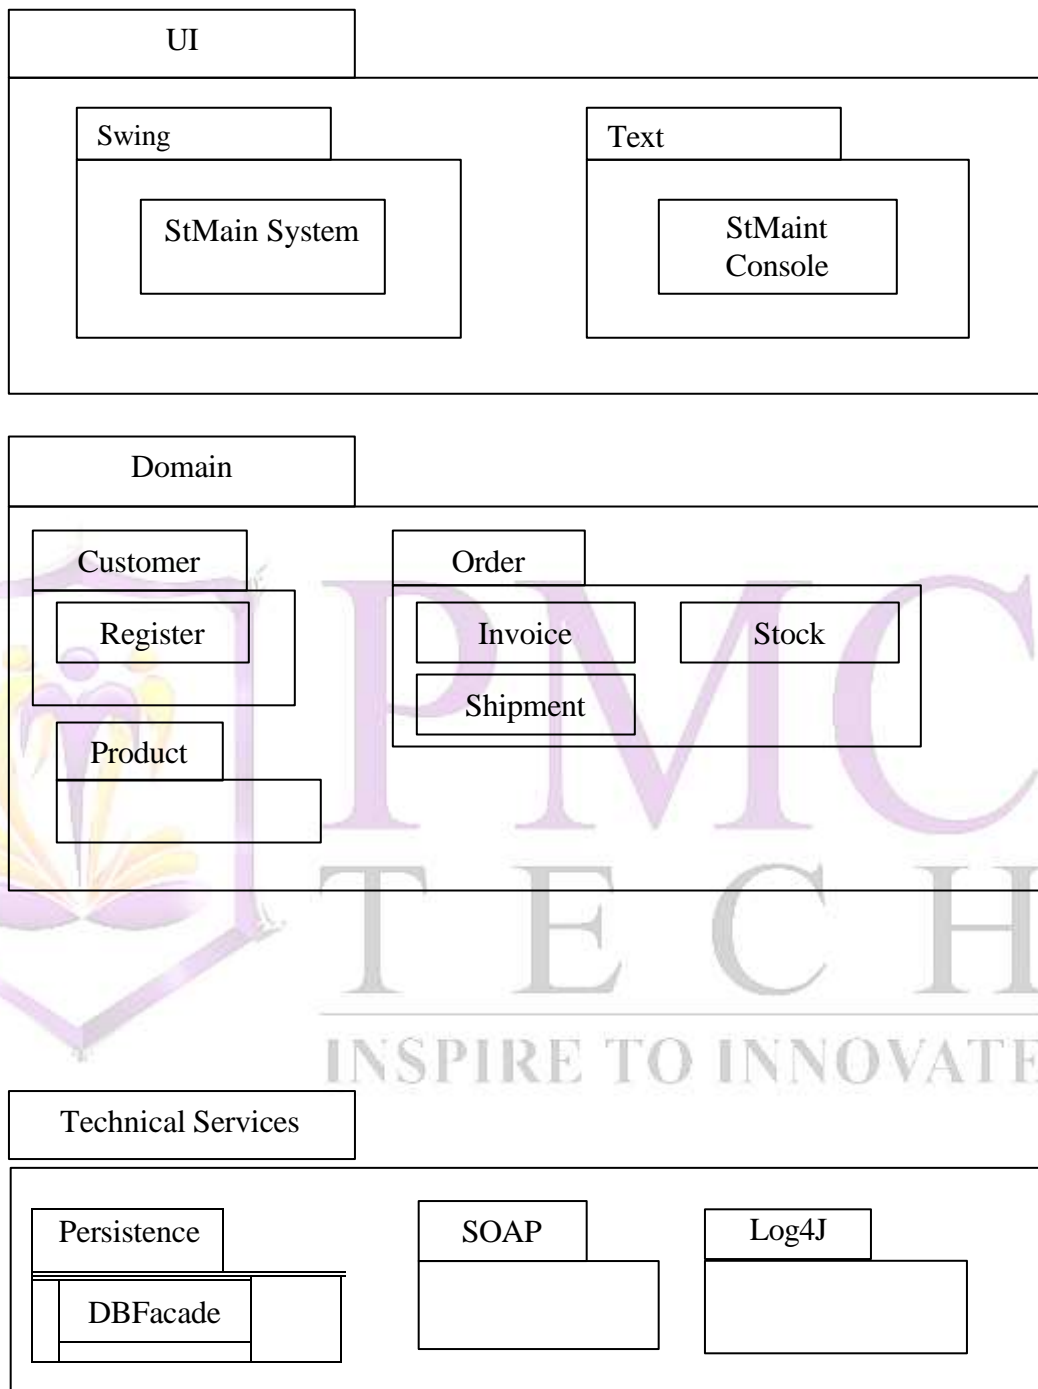 UI
Swing
Text
StMain System
StMaint
Console
Domain
Customer
Order
Register
Invoice
Stock
Shipment
Product
PMC
TECH
INSPIRE TO INNOVATE
Technical Services
Persistence
SOAP
Log4J
DBFacade